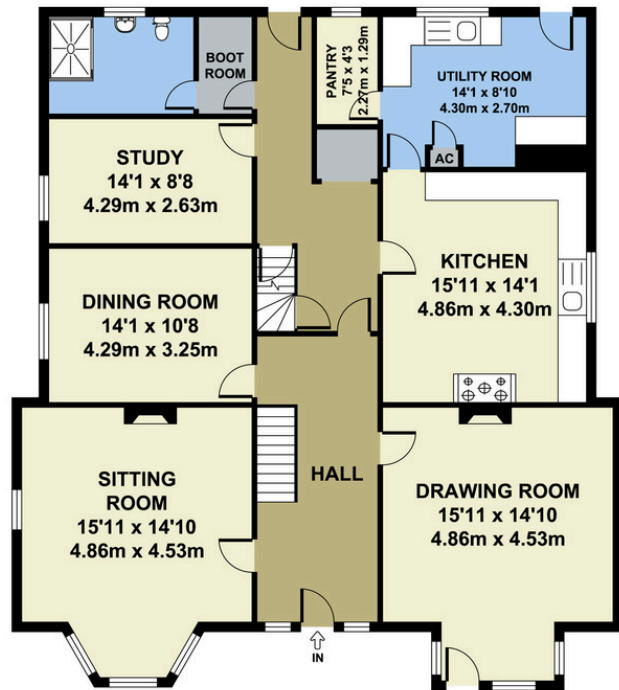 BOOT
ROOM
PANTRY
7'5 x 4'3
2.27m x 1.29m
UTILITY ROOM
14'1 x 8'10
4.30m x 2.70m
AC
STUDY
14'1 x 8'8
4.29m x 2.63m
KITCHEN
15'11 x 14'1
4.86m x 4.30m
DINING ROOM
14'1 x 10'8
4.29m x 3.25m
SITTING
ROOM
15'11 x 14'10
4.86m x 4.53m
HALL
DRAWING ROOM
15'11 x 14'10
4.86m x 4.53m
IN